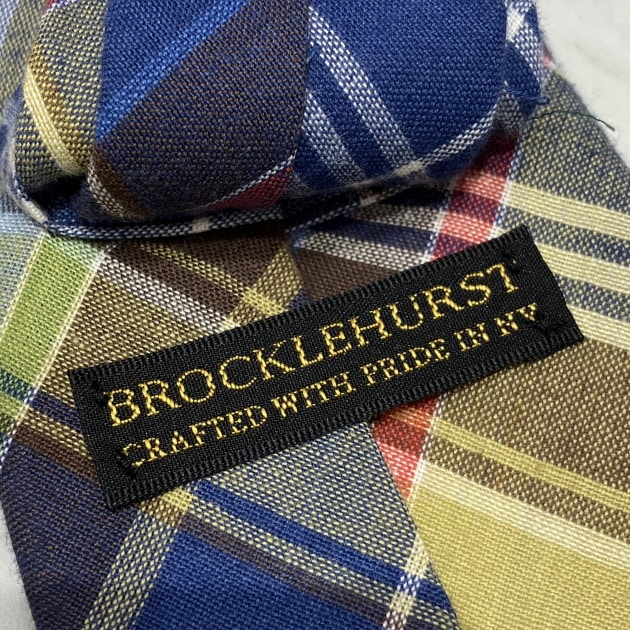 BROCKLEHURST
CRAFTED WITH PRIDE IN NY